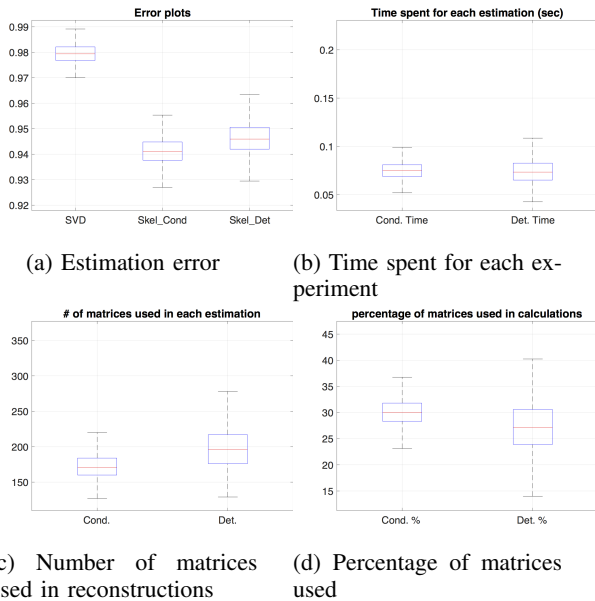 Error plots
0.99
0.98
0.97
0.96
0.95
0.94
0.93
0.92
SVD Skel_Cond Skel_Det
(a) Estimation error
Time spent for each estimation (sec)
0.2
0.15
0.1
0.05
Cond. Time Det. Time
(b) Time spent for each ex-
periment
# of matrices used in each estimation
350
300
250
200
150
Cond. Det.
c) Number of matrices
sed in reconstructions
percentage of matrices used in calculations
45
40
35
30
25
20
15
Cond. % Det. %
(d) Percentage of matrices
used